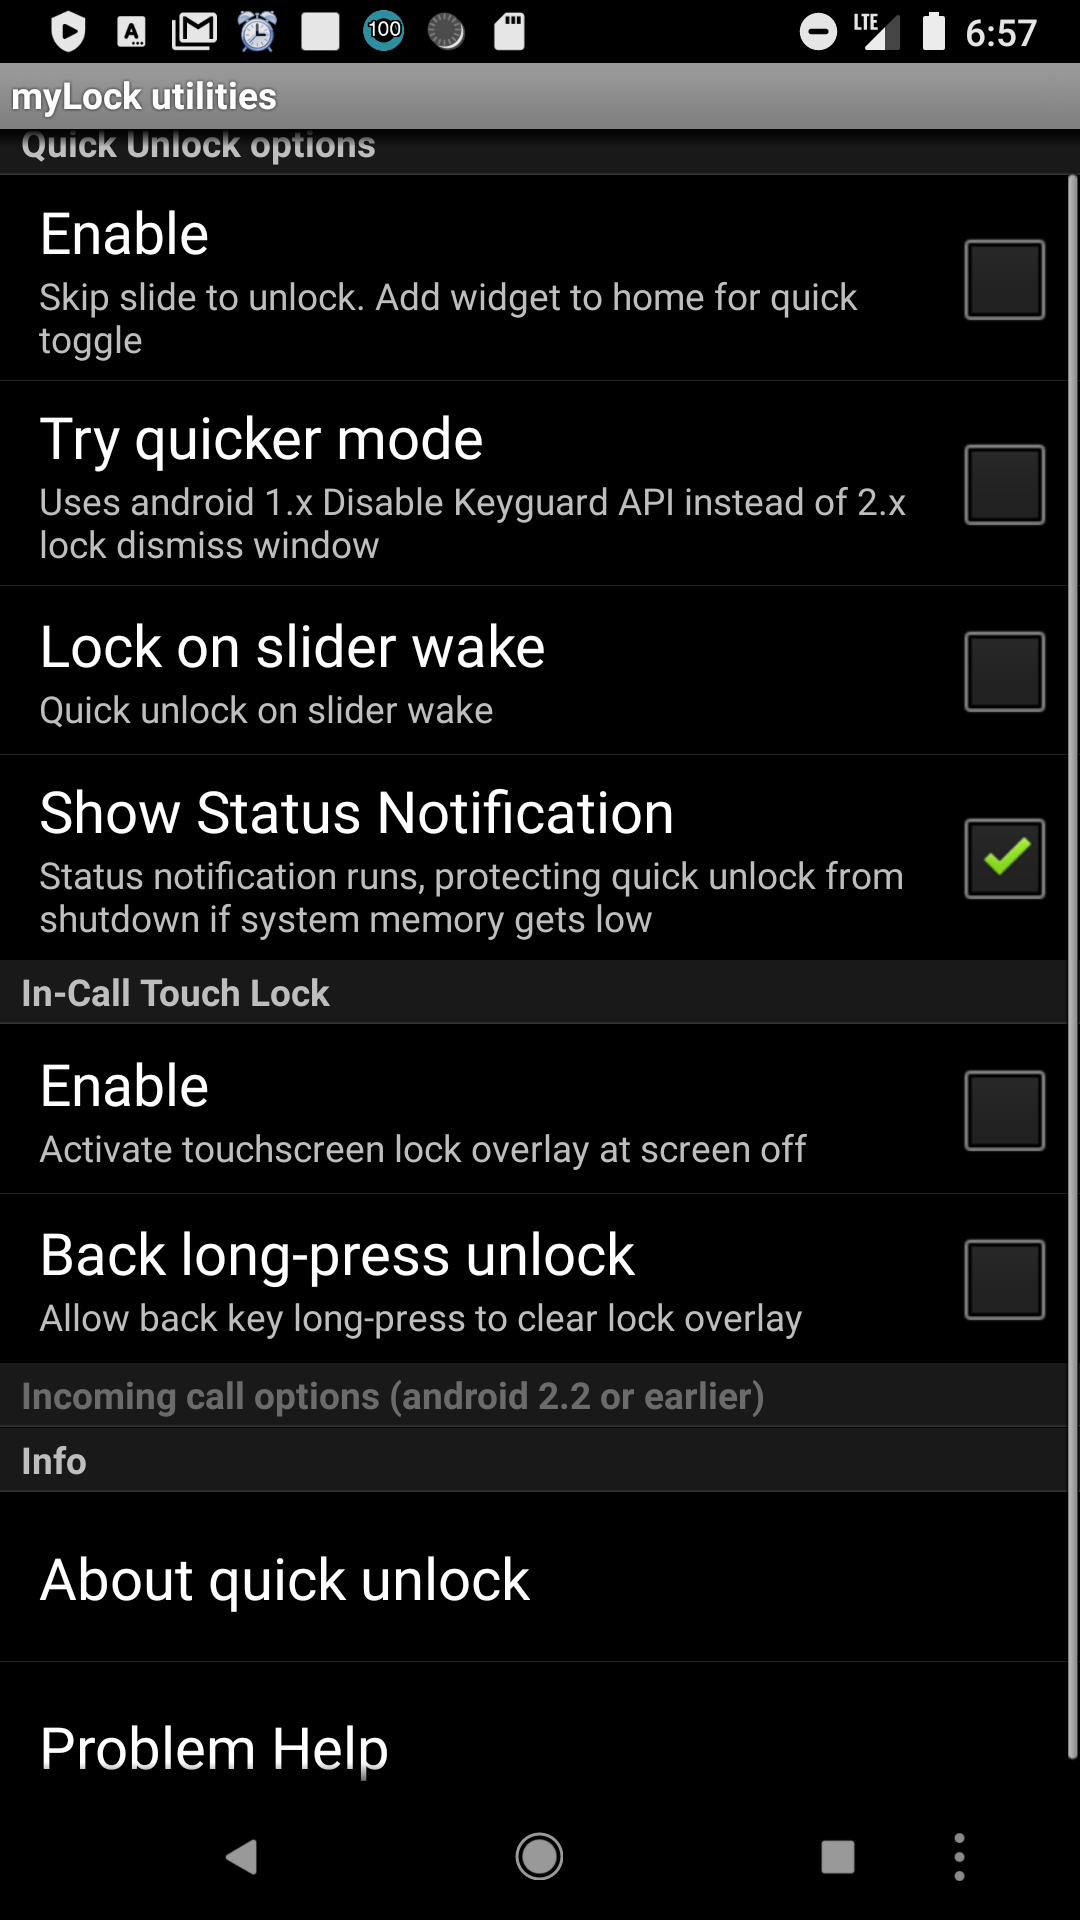 A
100
LTE
6:57
myLock utilities
Quick Unlock options
Enable
Skip slide to unlock. Add widget to home for quick
toggle
Try quicker mode
Uses android 1.x Disable Keyguard API instead of 2.x
lock dismiss window
Lock on slider wake
Quick unlock on slider wake
Show Status Notification
Status notification runs, protecting quick unlock from
shutdown if system memory gets low
In-Call Touch Lock
Enable
Activate touchscreen lock overlay at screen off
Back long-press unlock
Allow back key long-press to clear lock overlay
Incoming call options (android 2.2 or earlier)
Info
About quick unlock
Problem Help